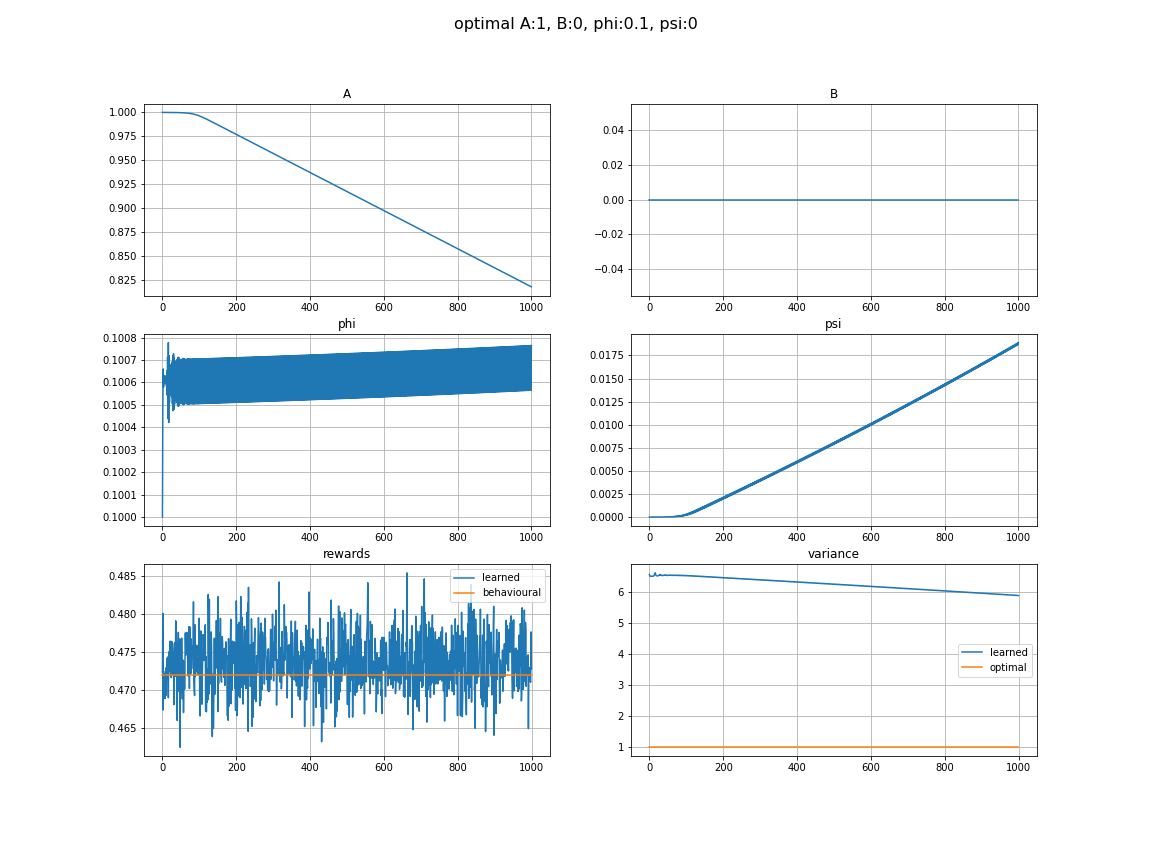 optimal A:1, B:0, phi:0.1, psi:0
A
1.000
0.975
0.950
0.925
0.900
0.875
0.850
0.825
0 200 400 600 800 1000
B
0.04
0.02
0.00
−0.02
−0.04
0 200 400 600 800 1000
phi
0.1008
0.1007
0.1006
0.1005
0.1004
0.1003
0.1002
0.1001
0.1000
0 200 400 600 800 1000
psi
0.0175
0.0150
0.0125
0.0100
0.0075
0.0050
0.0025
0.0000
0 200 400 600 800 1000
rewards
0.485
0.480
0.475
0.470
0.465
learned
behavioural
0 200 400 600 800 1000
variance
6
5
4
3
2
1
learned
optimal
0 200 400 600 800 1000